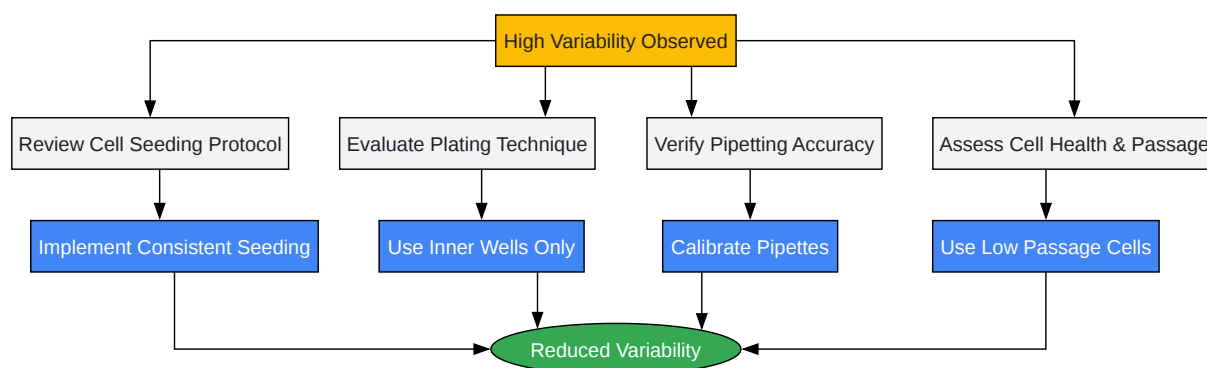 High Variability Observed
Review Cell Seeding Protocol
Evaluate Plating Technique
Verify Pipetting Accuracy
Assess Cell Health & Passage
Implement Consistent Seeding
Use Inner Wells Only
Calibrate Pipettes
Use Low Passage Cells
Reduced Variability